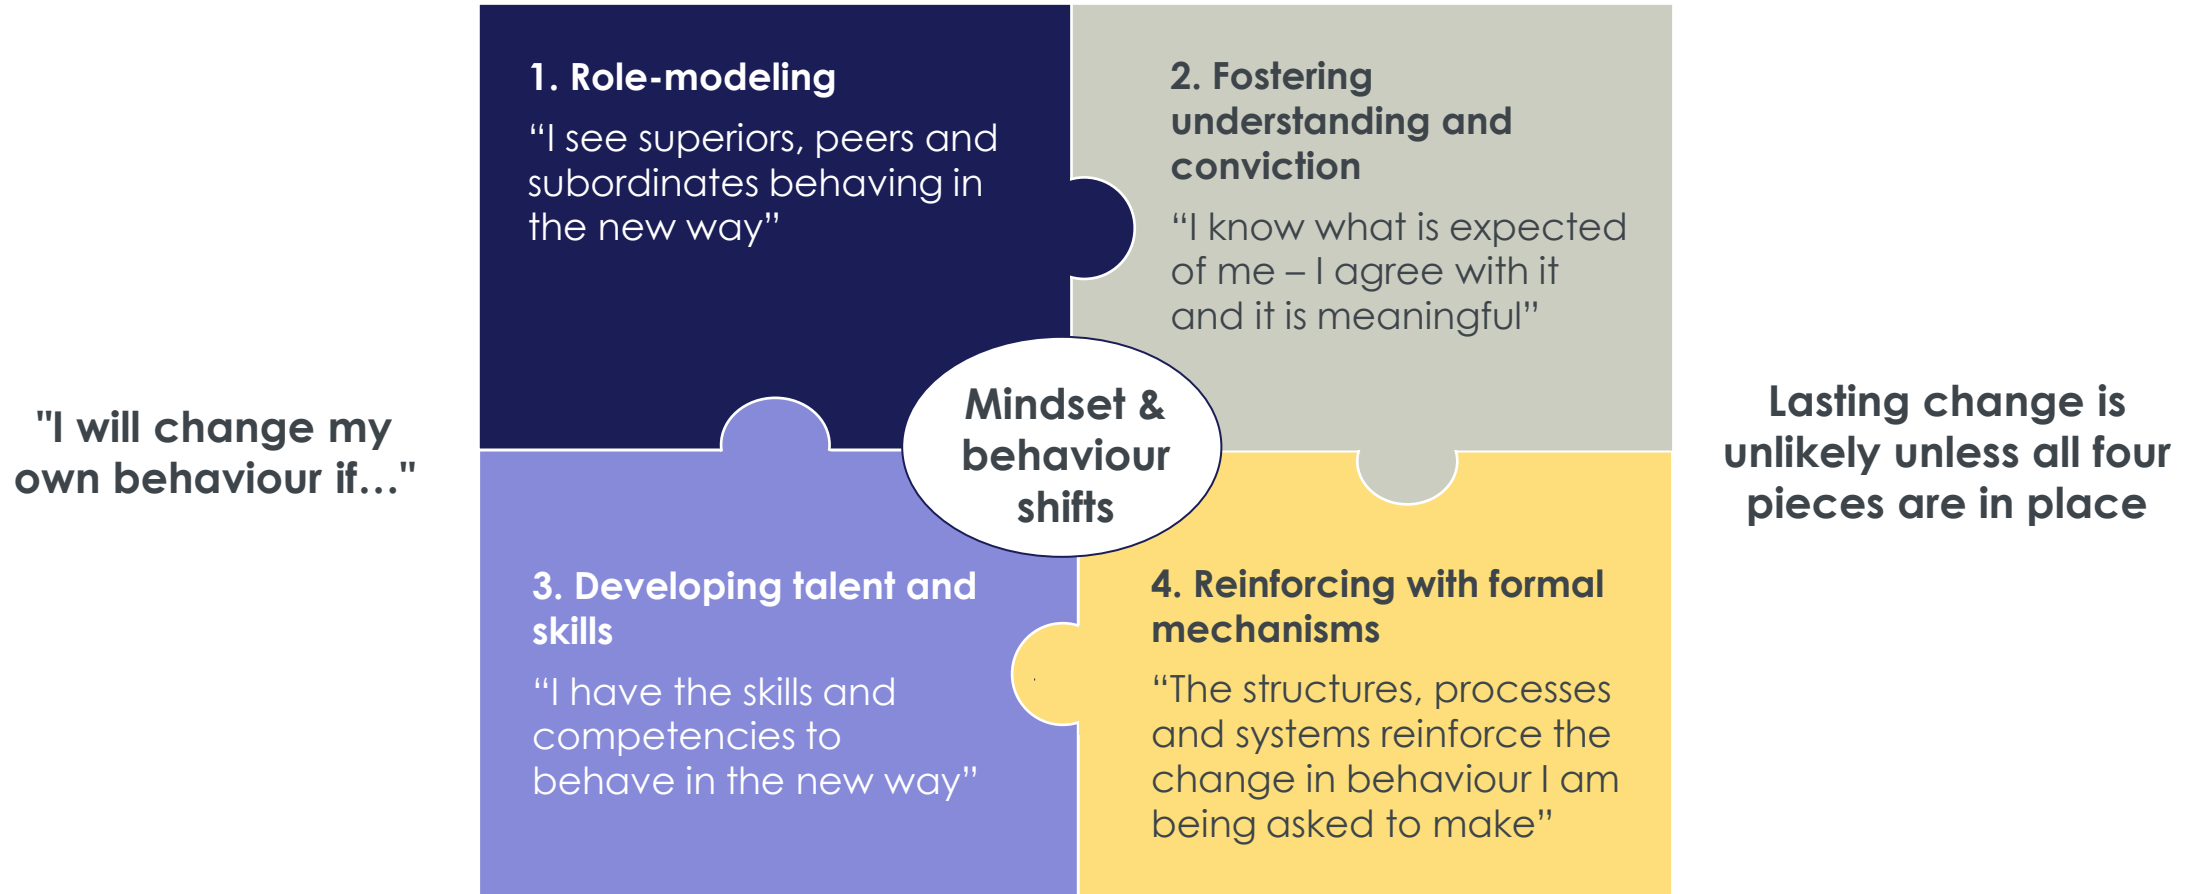 "I will change my
own behaviour if..."
1. Role-modeling
“I see superiors, peers and
subordinates behaving in
the new way”
2. Fostering
understanding and
conviction
“I know what is expected
of me – I agree with it
and it is meaningful”
Mindset &
behaviour
shifts
3. Developing talent and
skills
“I have the skills and
competencies to
behave in the new way”
4. Reinforcing with formal
mechanisms
“The structures, processes
and systems reinforce the
change in behaviour I am
being asked to make”
Lasting change is
unlikely unless all four
pieces are in place